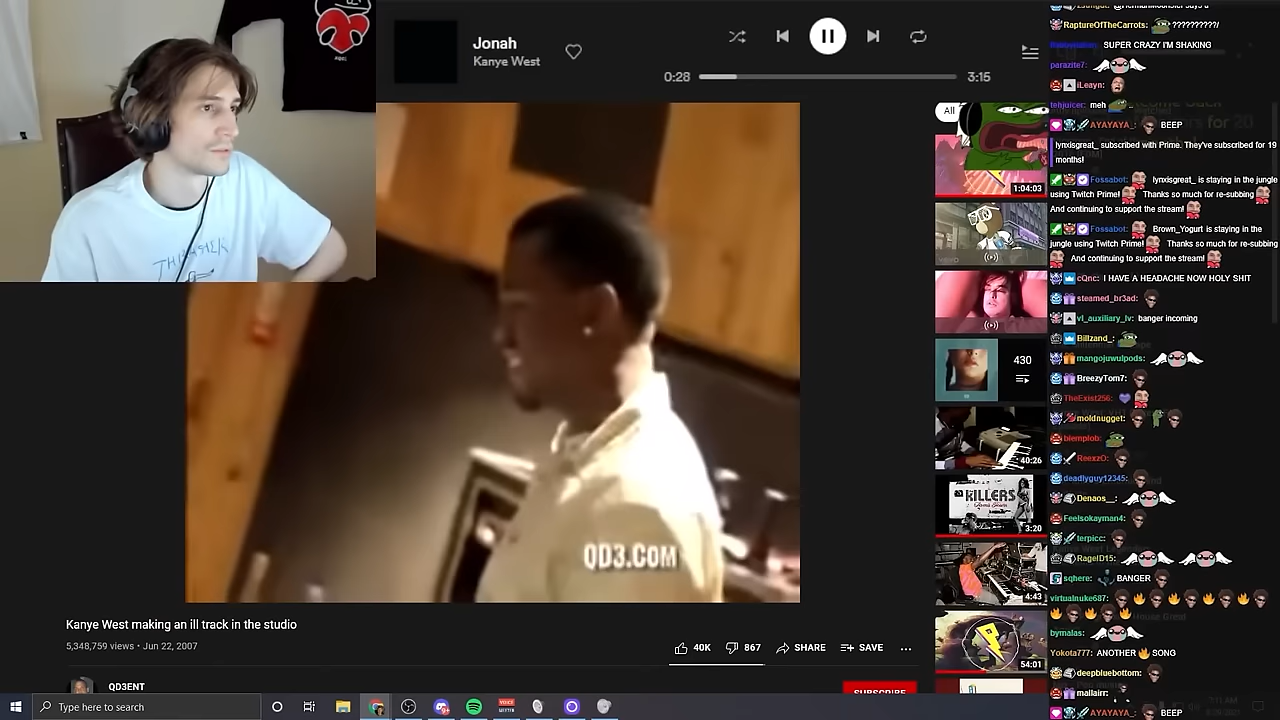 Jonah
Kanye West
0:28
3:15
THRASHER
QD3.COM
Kanye West making an ill track in the studio
5,348,759 views • Jun 22, 2007
40K
867
SHARE
SAVE
QD3ENT
SUBSCRIBE
All
1:04:03
430
40:26
KILLERS
3:20
4:43
54:01
RaptureOfTheCarrots: ??????????/
SUPER CRAZY I'M SHAKING
parazite7:
iLeayn:
tehjuicer: meh
AYAYAYA_: BEEP
lynxisgreat_ subscribed with Prime. They've subscribed for 19
months!
Fossabot: lynxisgreat_ is staying in the jungle
using Twitch Prime! Thanks so much for re-subbing
And continuing to support the stream!
Fossabot: Brown_Yogurt is staying in the
jungle using Twitch Prime! Thanks so much for re-subbing
And continuing to support the stream!
cQnc: I HAVE A HEADACHE NOW HOLY SHIT
steamed_br3ad:
vl_auxiliary_lv: banger incoming
Billzand_:
mangojuwulpods:
BreezyTom7:
TheExist256:
moldnugget:
blemplob:
ReexzO:
deadlyguy12345:
Denaos__:
Feelsokayman4:
terpicc:
RagelD15:
sqhere: BANGER
virtualnuke687:
bymalas:
Yokota777: ANOTHER SONG
deepbluebottom:
mallairr:
AYAYAYA_: BEEP
Type here to search